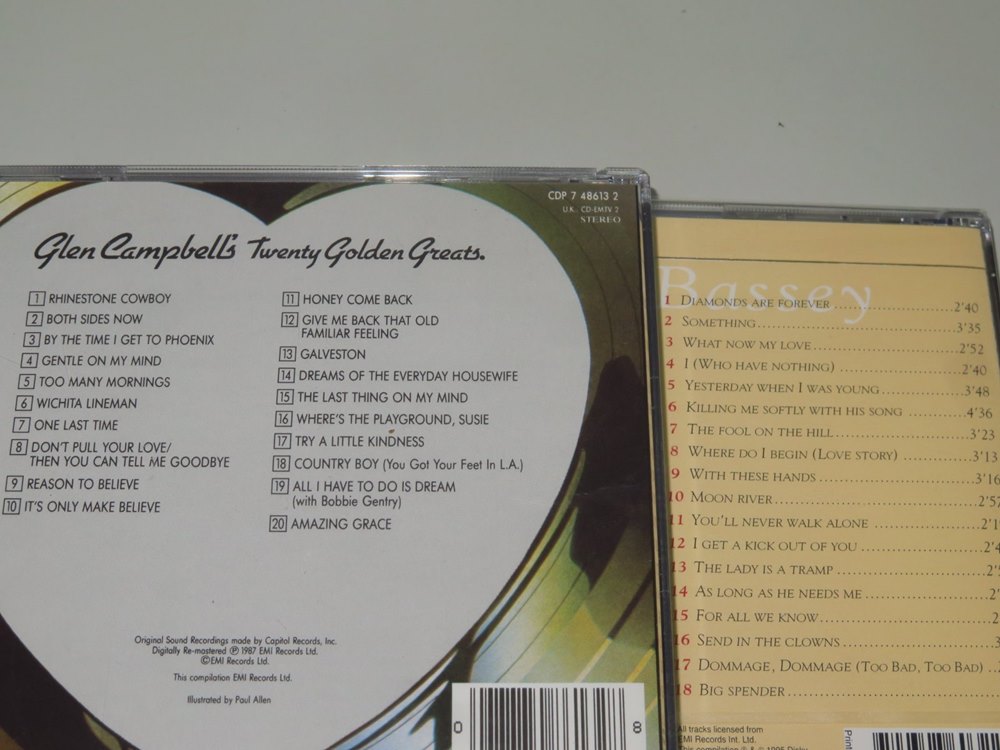 CDP 7 48613 2
U.K. CD-EMTV 2
STEREO
Glen Campbell's Twenty Golden Greats.
1 RHINESTONE COWBOY
2 BOTH SIDES NOW
3 BY THE TIME I GET TO PHOENIX
4 GENTLE ON MY MIND
5 TOO MANY MORNINGS
6 WICHITA LINEMAN
7 ONE LAST TIME
8 DON'T PULL YOUR LOVE/
THEN YOU CAN TELL ME GOODBYE
9 REASON TO BELIEVE
10 IT'S ONLY MAKE BELIEVE
11 HONEY COME BACK
12 GIVE ME BACK THAT OLD
FAMILIAR FEELING
13 GALVESTON
14 DREAMS OF THE EVERYDAY HOUSEWIFE
15 THE LAST THING ON MY MIND
16 WHERE'S THE PLAYGROUND, SUSIE
17 TRY A LITTLE KINDNESS
18 COUNTRY BOY (You Got Your Feet In L.A.)
19 ALL I HAVE TO DO IS DREAM
(with Bobbie Gentry)
20 AMAZING GRACE
Original Sound Recordings made by Capitol Records, Inc.
Digitally Re-mastered ℗ 1987 EMI Records Ltd.
©EMI Records Ltd.
This compilation EMI Records Ltd.
Illustrated by Paul Allen
0 8
Bassey
1 DIAMONDS ARE FOREVER 2'40
2 SOMETHING 3'35
3 WHAT NOW MY LOVE 2'52
4 I (WHO HAVE NOTHING) 2'40
5 YESTERDAY WHEN I WAS YOUNG 3'48
6 KILLING ME SOFTLY WITH HIS SONG 4'36
7 THE FOOL ON THE HILL 3'23
8 WHERE DO I BEGIN (LOVE STORY) 3'13
9 WITH THESE HANDS 3'16
10 MOON RIVER 2'5
11 YOU'LL NEVER WALK ALONE 2'1
12 I GET A KICK OUT OF YOU 2'4
13 THE LADY IS A TRAMP 2'
14 AS LONG AS HE NEEDS ME 2'
15 FOR ALL WE KNOW 2
16 SEND IN THE CLOWNS 3
17 DOMMAGE, DOMMAGE (TOO BAD, TOO BAD)
18 BIG SPENDER
All tracks licensed from
EMI Records Int. Ltd.